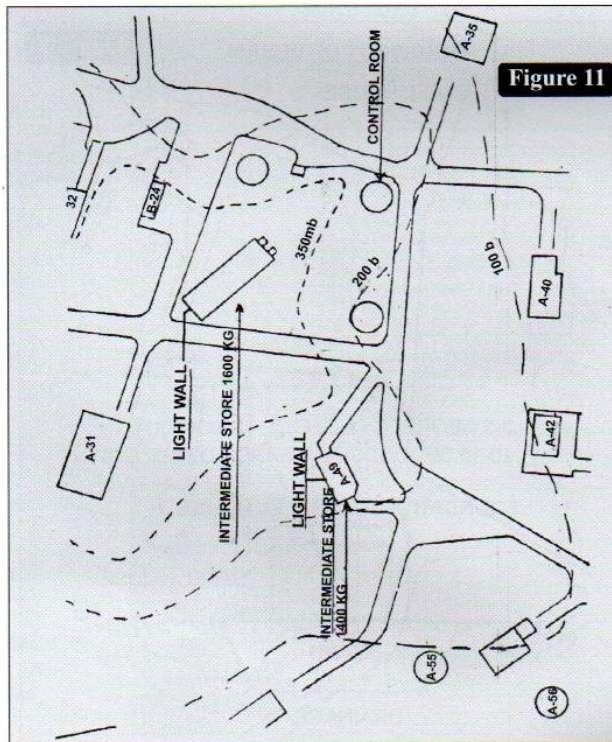 Figure 11
A-35
CONTROL ROOM
32
B-24
350mb
200 b
100 b
A-40
LIGHT WALL
INTERMEDIATE STORE 1600 KG
A-31
A-42
LIGHT WALL
A-49
INTERMEDIATE STORE
1400 KG
A-55
A-56